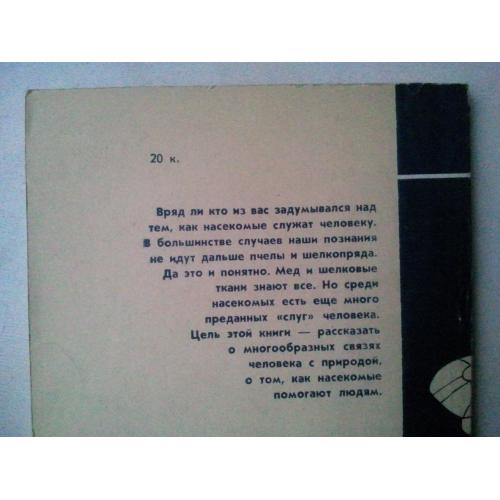 20 к.
Вряд ли кто из вас задумывался над
тем, как насекомые служат человеку.
В большинстве случаев наши познания
не идут дальше пчелы и шелкопряда.
Да это и понятно. Мед и шелковые
ткани знают все. Но среди
насекомых есть еще много
преданных «слуг» человека.
Цель этой книги — рассказать
о многообразных связях
человека с природой,
о том, как насекомые
помогают людям.